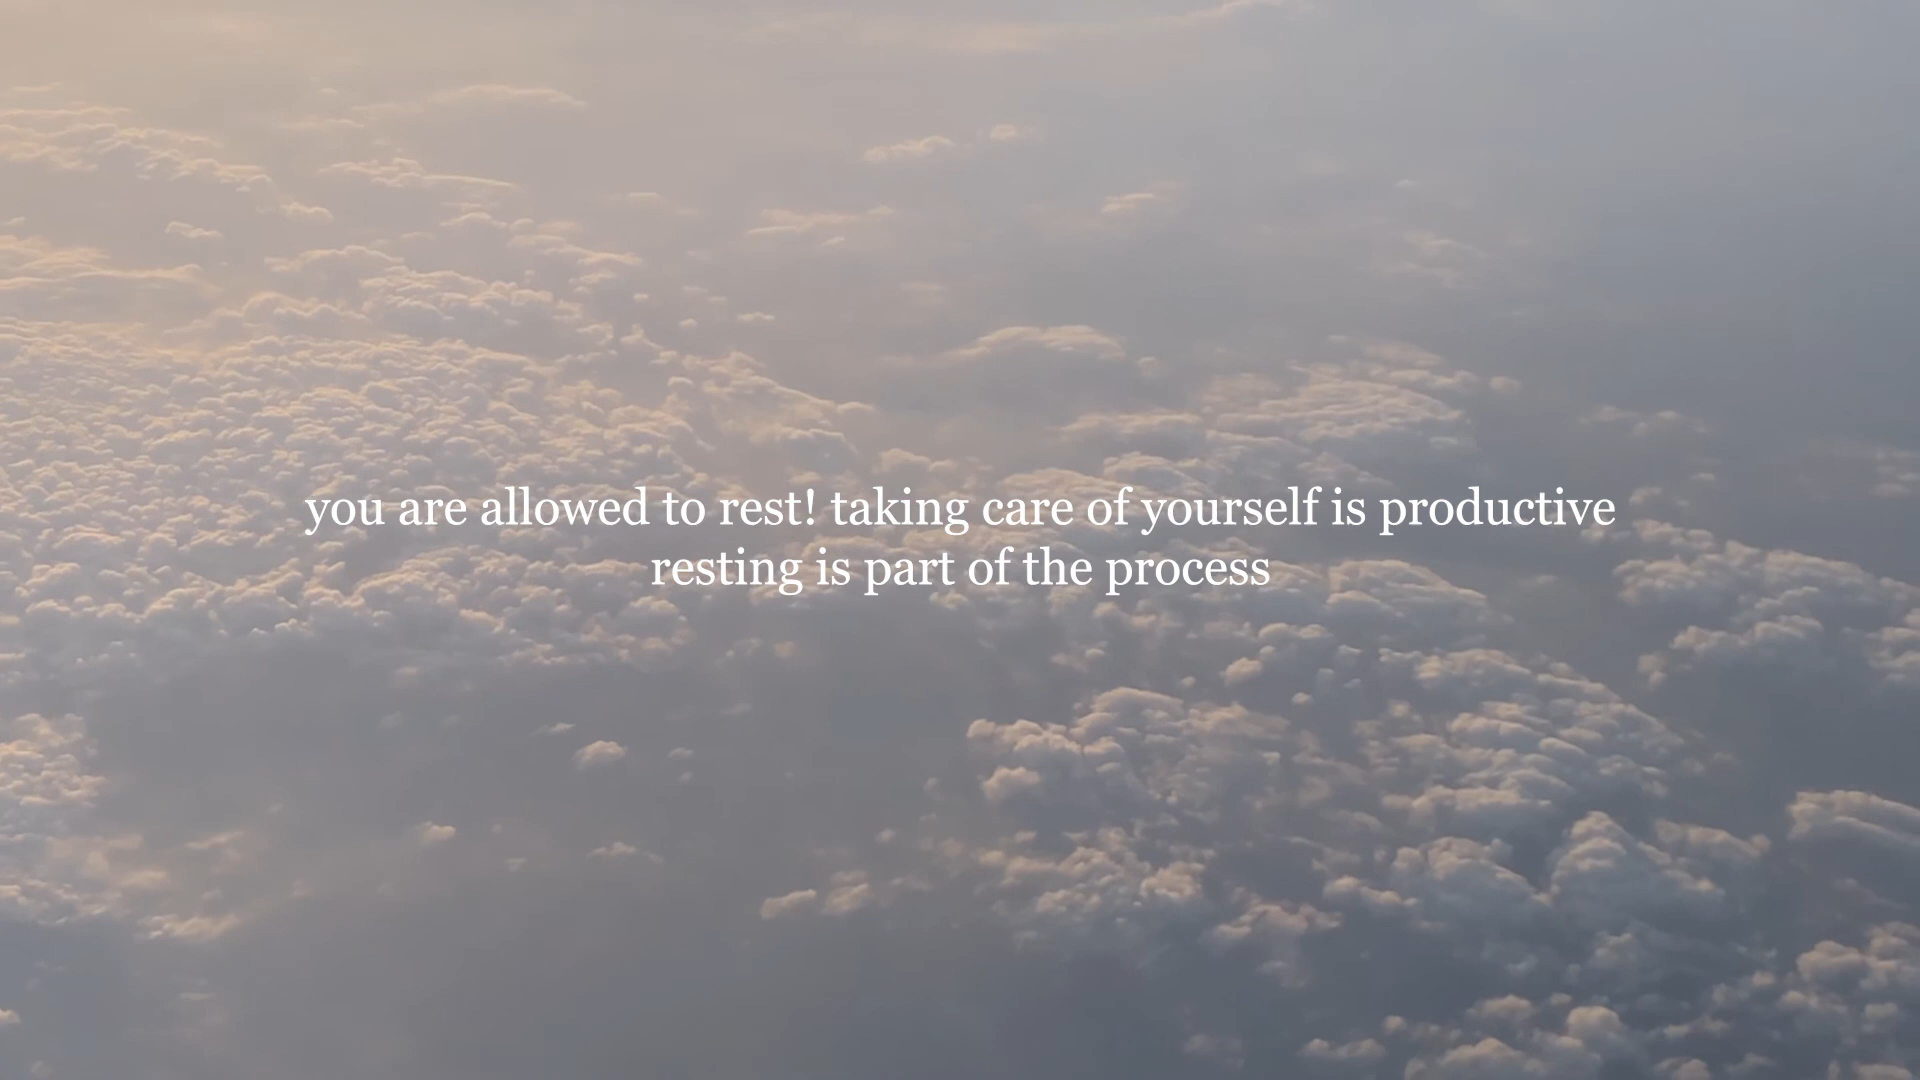 you are allowed to rest! taking care of yourself is productive
resting is part of the process